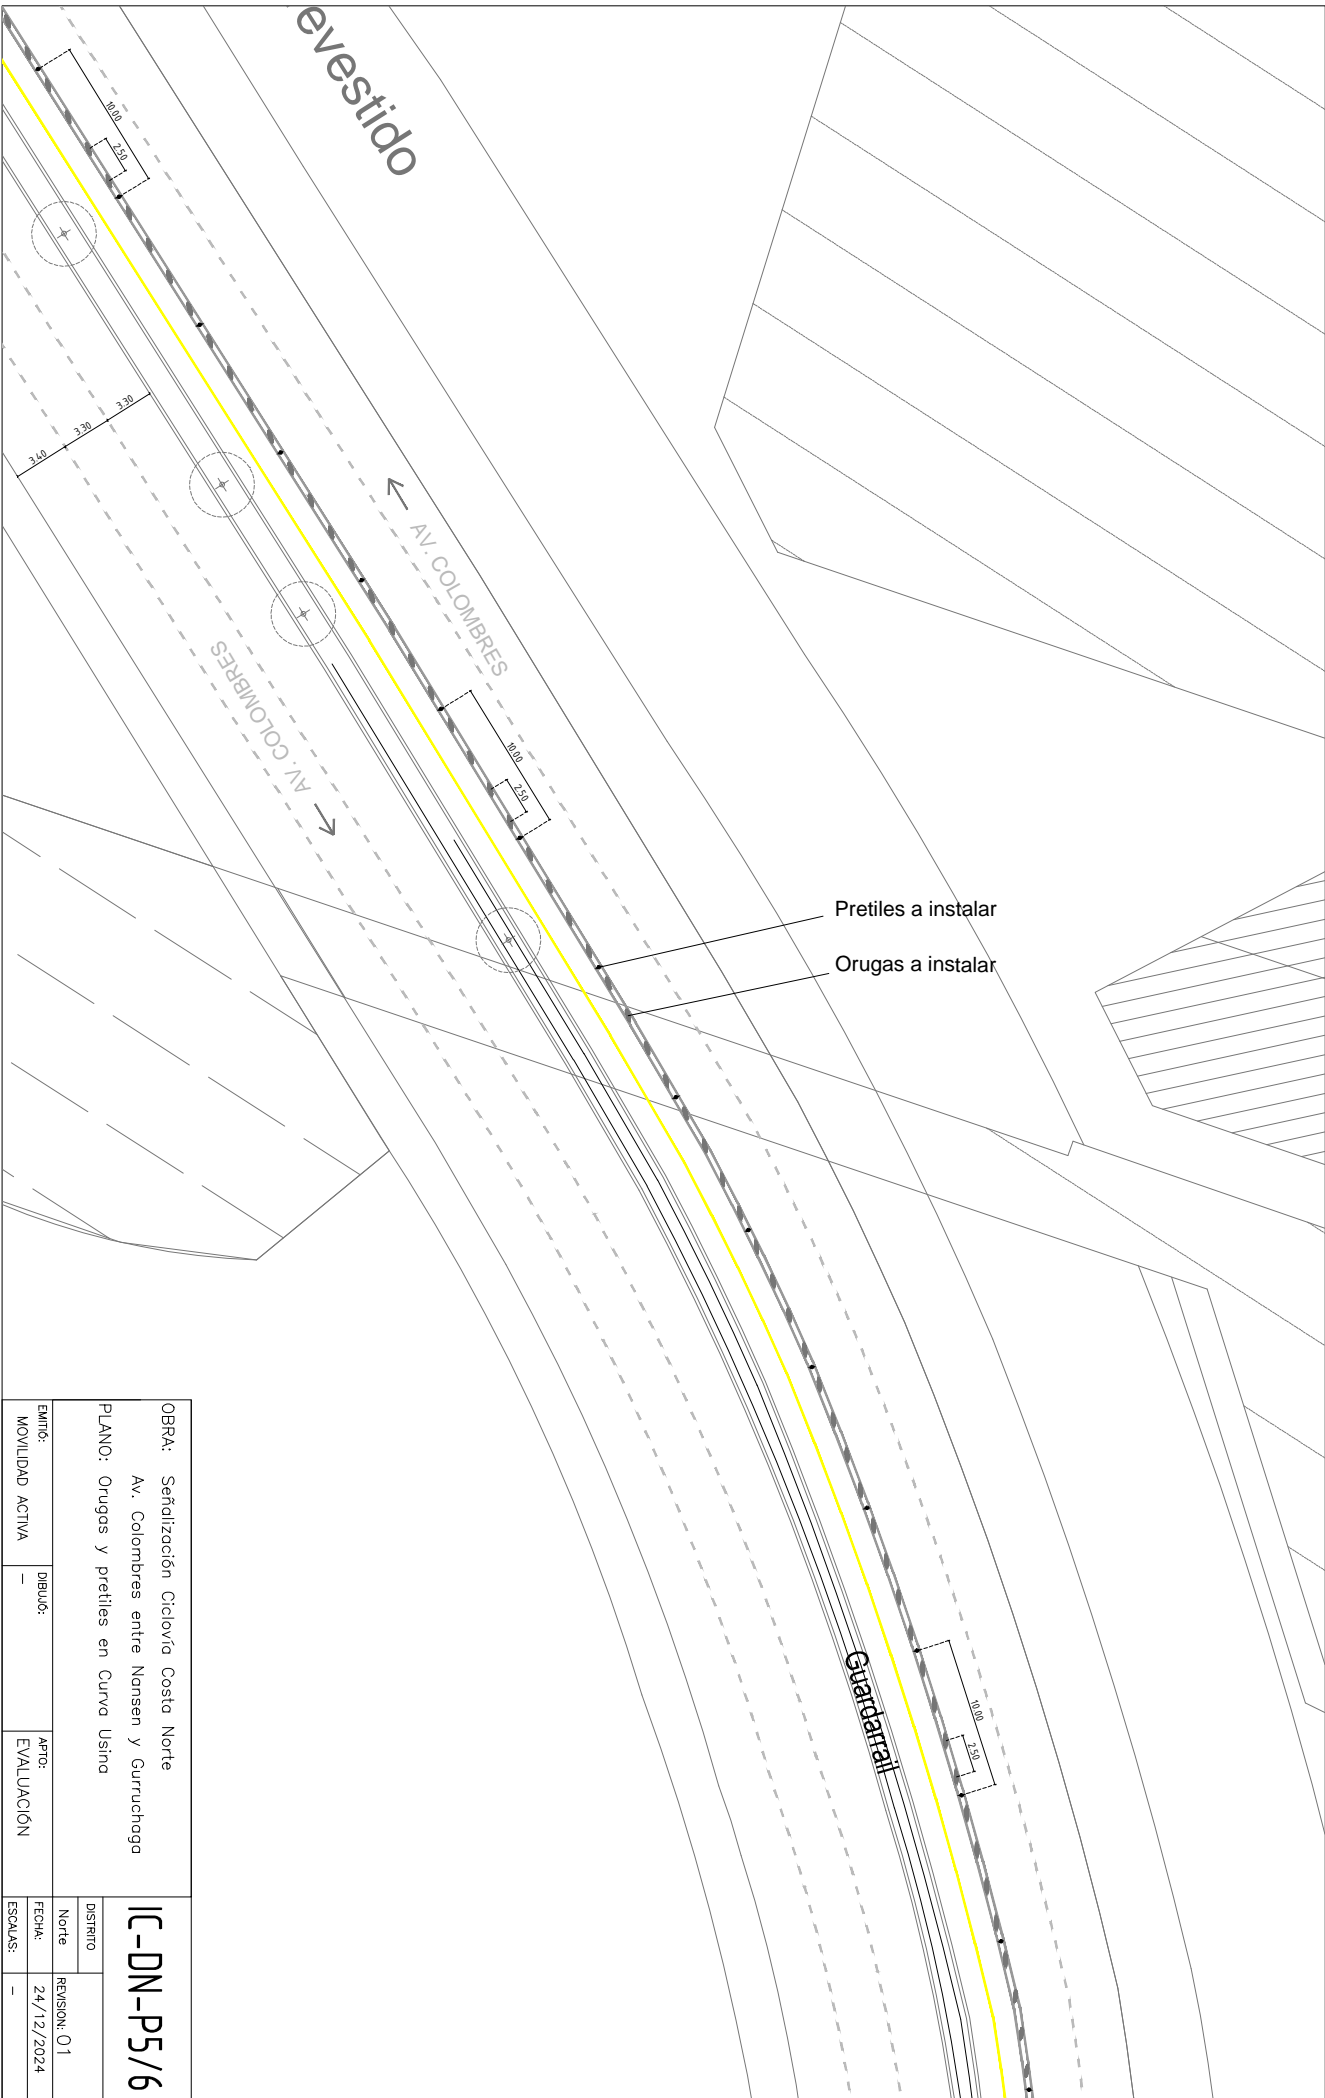 evestido
10.00
2.50
3.30
3.30
3.40
AV. COLOMBRES
AV. COLOMBRES
10.00
2.50
Pretiles a instalar
Orugas a instalar
Guardarrail
10.00
2.50
OBRA: Señalización Ciclovía Costa Norte
Av. Colombres entre Nansen y Gurruchaga
PLANO: Orugas y pretiles en Curva Usina
EMITIÓ:
MOVILIDAD ACTIVA
DIBUJÓ:
–
APTO:
EVALUACIÓN
IC-DN-P5/6
DISTRITO
Norte
REVISION: 01
FECHA:
24/12/2024
ESCALAS:
–